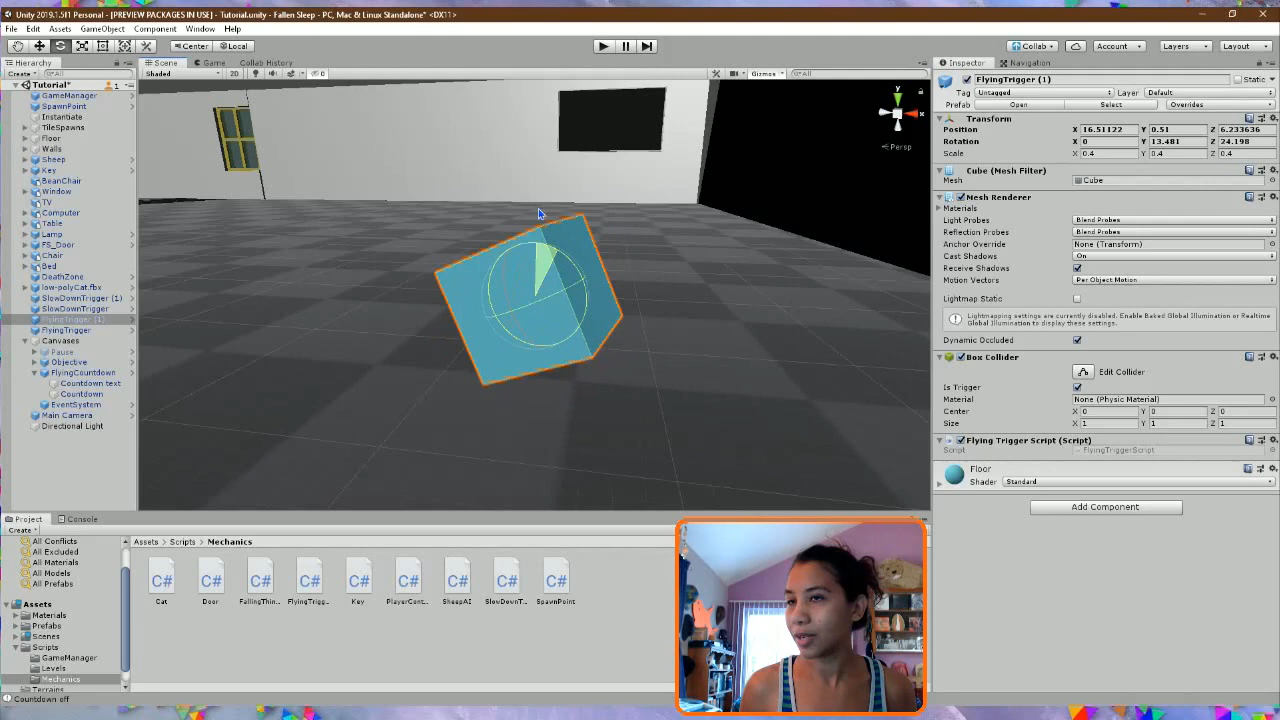 Unity 2019.1.5f1 Personal - [PREVIEW PACKAGES IN USE] - Tutorial.unity - Fallen Sleep - PC, Mac & Linux Standalone* <DX11>
File Edit Assets GameObject Component Window Help
Center Local
Collab Account Layers Layout
Hierarchy
Create All
Tutorial* 1
GameManager
SpawnPoint
Instantiate
TileSpawns
Floor
Walls
Sheep
Key
BeanChair
Window
TV
Computer
Table
Lamp
FS_Door
Chair
Bed
DeathZone
low-polyCat.fbx
SlowDownTrigger (1)
SlowDownTrigger
FlyingTrigger (1)
FlyingTrigger
Canvases
Pause
Objective
FlyingCountdown
Countdown text
Countdown
EventSystem
Main Camera
Directional Light
Scene Game Collab History
Shaded 2D 0 Gizmos All
y
x
Persp
Inspector Navigation
FlyingTrigger (1) Static
Tag Untagged Layer Default
Prefab Open Select Overrides
Transform
Position X 16.51122 Y 0.51 Z 6.233636
Rotation X 0 Y 13.481 Z 24.198
Scale X 0.4 Y 0.4 Z 0.4
Cube (Mesh Filter)
Mesh Cube
Mesh Renderer
Materials
Light Probes Blend Probes
Reflection Probes Blend Probes
Anchor Override None (Transform)
Cast Shadows On
Receive Shadows
Motion Vectors Per Object Motion
Lightmap Static
Lightmapping settings are currently disabled. Enable Baked Global Illumination or Realtime
Global Illumination to display these settings.
Dynamic Occluded
Box Collider
Edit Collider
Is Trigger
Material None (Physic Material)
Center X 0 Y 0 Z 0
Size X 1 Y 1 Z 1
Flying Trigger Script (Script)
Script FlyingTriggerScript
Floor
Shader Standard
Add Component
Project Console
Create
All Conflicts
All Excluded
All Materials
All Models
All Prefabs
Assets
Materials
Prefabs
Scenes
Scripts
GameManager
Levels
Mechanics
Terrains
Assets Scripts Mechanics
C# C# C# C# C# C# C# C# C#
Cat Door FallingThin... FlyingTrigg... Key PlayerCont... SheepAI SlowDownT... SpawnPoint
Countdown off